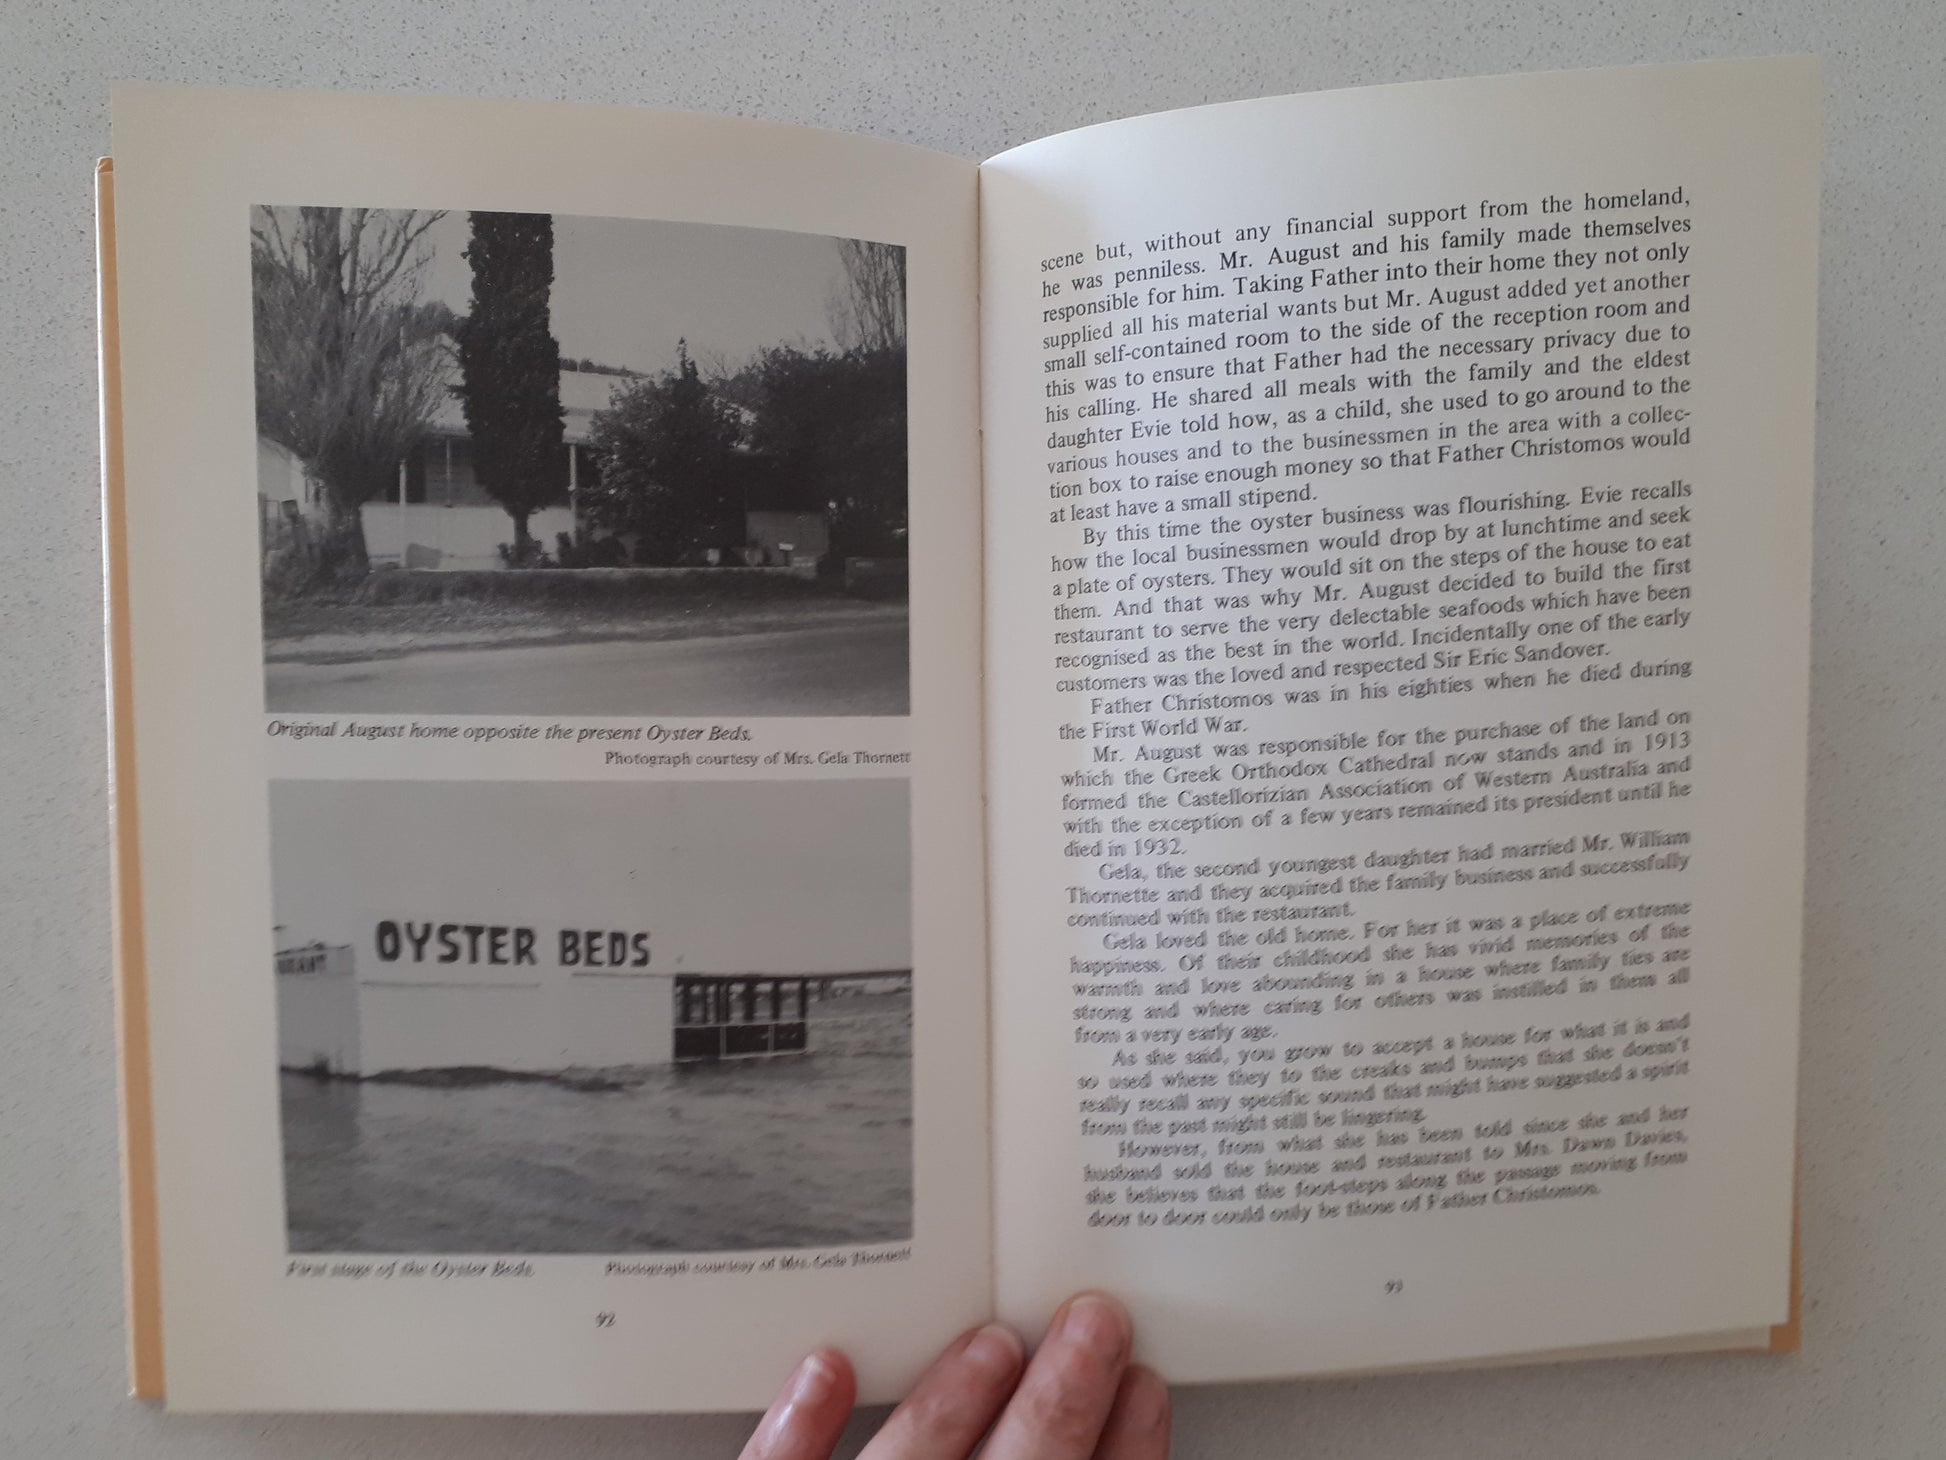 Original August home opposite the present Oyster Beds.
Photograph courtesy of Mrs. Gela Thornett
URANT
OYSTER BEDS
First stage of the Oyster Beds.
Photograph courtesy of Mrs. Gela Thornett
92
scene but, without any financial support from the homeland,
he was penniless. Mr. August and his family made themselves
responsible for him. Taking Father into their home they not only
supplied all his material wants but Mr. August added yet another
small self-contained room to the side of the reception room and
this was to ensure that Father had the necessary privacy due to
his calling. He shared all meals with the family and the eldest
daughter Evie told how, as a child, she used to go around to the
various houses and to the businessmen in the area with a collec-
tion box to raise enough money so that Father Christomos would
at least have a small stipend.
By this time the oyster business was flourishing. Evie recalls
how the local businessmen would drop by at lunchtime and seek
a plate of oysters. They would sit on the steps of the house to eat
them. And that was why Mr. August decided to build the first
restaurant to serve the very delectable seafoods which have been
recognised as the best in the world. Incidentally one of the early
customers was the loved and respected Sir Eric Sandover.
Father Christomos was in his eighties when he died during
the First World War.
Mr. August was responsible for the purchase of the land on
which the Greek Orthodox Cathedral now stands and in 1913
formed the Castellorizian Association of Western Australia and
with the exception of a few years remained its president until he
died in 1932.
Gela, the second youngest daughter had married Mr. William
Thornette and they acquired the family business and successfully
continued with the restaurant.
Gela loved the old home. For her it was a place of extreme
happiness. Of their childhood she has vivid memories of the
warmth and love abounding in a house where family ties are
strong and where caring for others was instilled in them all
from a very early age.
As she said, you grow to accept a house for what it is and
so used where they to the creaks and bumps that she doesn't
really recall any specific sound that might have suggested a spirit
from the past might still be lingering.
However, from what she has been told since she and her
husband sold the house and restaurant to Mrs. Dawn Davies,
she believes that the foot-steps along the passage moving from
door to door could only be those of Father Christomos.
93